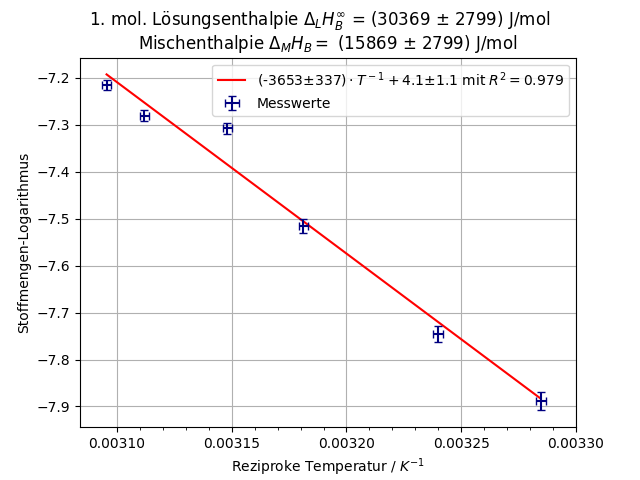 1. mol. Lösungsenthalpie Δ_LH_B^∞ = (30369 ± 2799) J/mol
Mischenthalpie Δ_MH_B = (15869 ± 2799) J/mol
(-3653±337) · T⁻¹ + 4.1±1.1 mit R² = 0.979
Messwerte
Stoffmengen-Logarithmus
−7.2
−7.3
−7.4
−7.5
−7.6
−7.7
−7.8
−7.9
0.00310 0.00315 0.00320 0.00325 0.00330
Reziproke Temperatur / K⁻¹